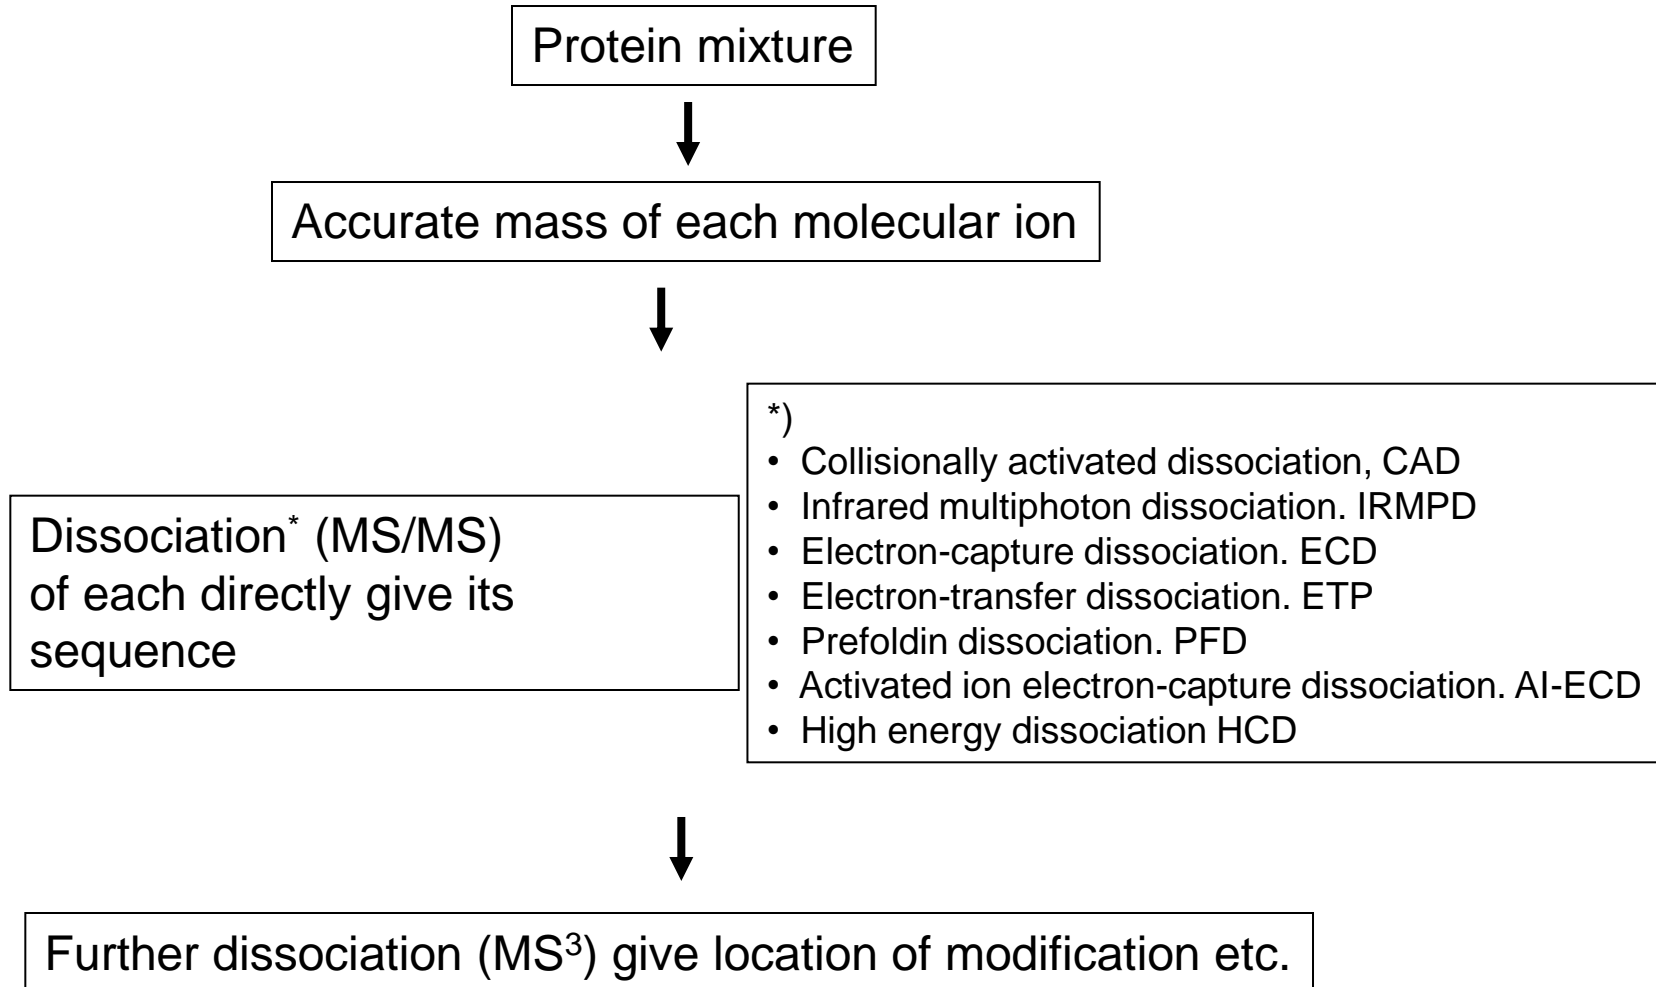 Protein mixture
Accurate mass of each molecular ion
Dissociation* (MS/MS)
of each directly give its
sequence
*)
• Collisionally activated dissociation, CAD
• Infrared multiphoton dissociation. IRMPD
• Electron-capture dissociation. ECD
• Electron-transfer dissociation. ETP
• Prefoldin dissociation. PFD
• Activated ion electron-capture dissociation. AI-ECD
• High energy dissociation HCD
Further dissociation (MS³) give location of modification etc.